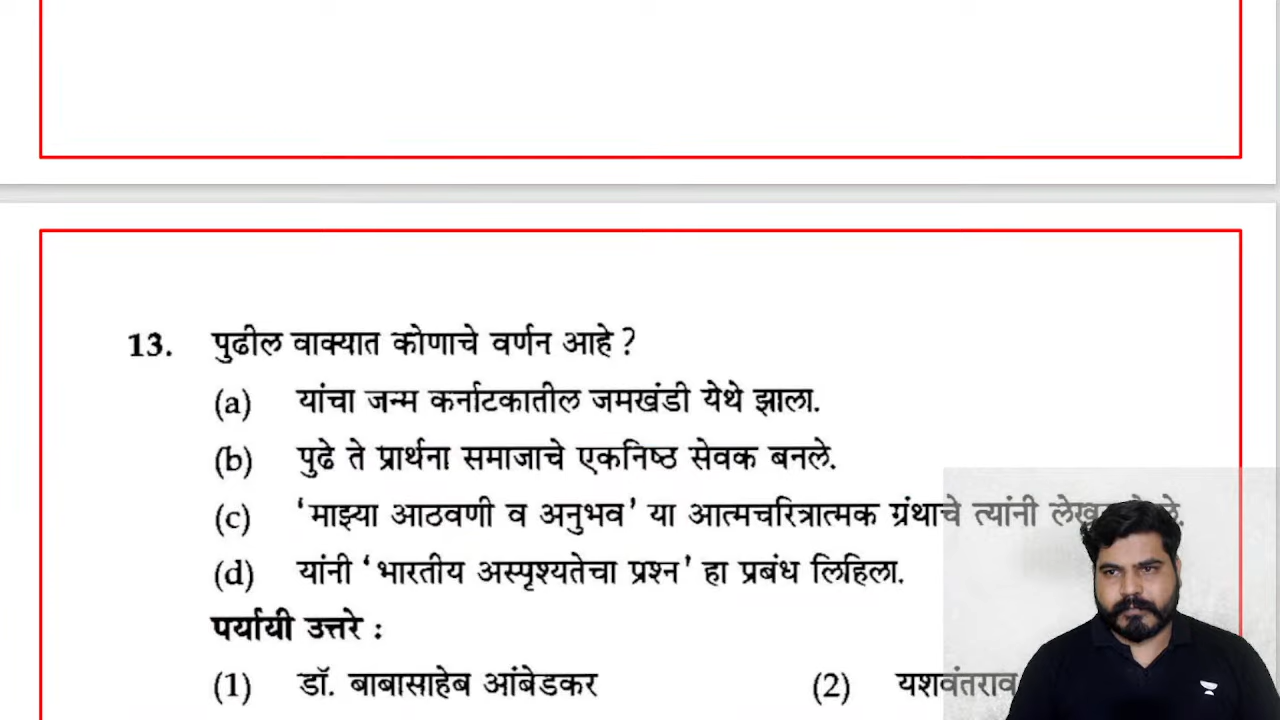 13. पुढील वाक्यात कोणाचे वर्णन आहे ?
(a) यांचा जन्म कर्नाटकातील जमखंडी येथे झाला.
(b) पुढे ते प्रार्थना समाजाचे एकनिष्ठ सेवक बनले.
(c) ‘माझ्या आठवणी व अनुभव’ या आत्मचरित्रात्मक ग्रंथाचे त्यांनी
(d) यांनी ‘भारतीय अस्पृश्यतेचा प्रश्न’ हा प्रबंध लिहिला.
पर्यायी उत्तरे :
(1) डॉ. बाबासाहेब आंबेडकर (2) यशवंतराव